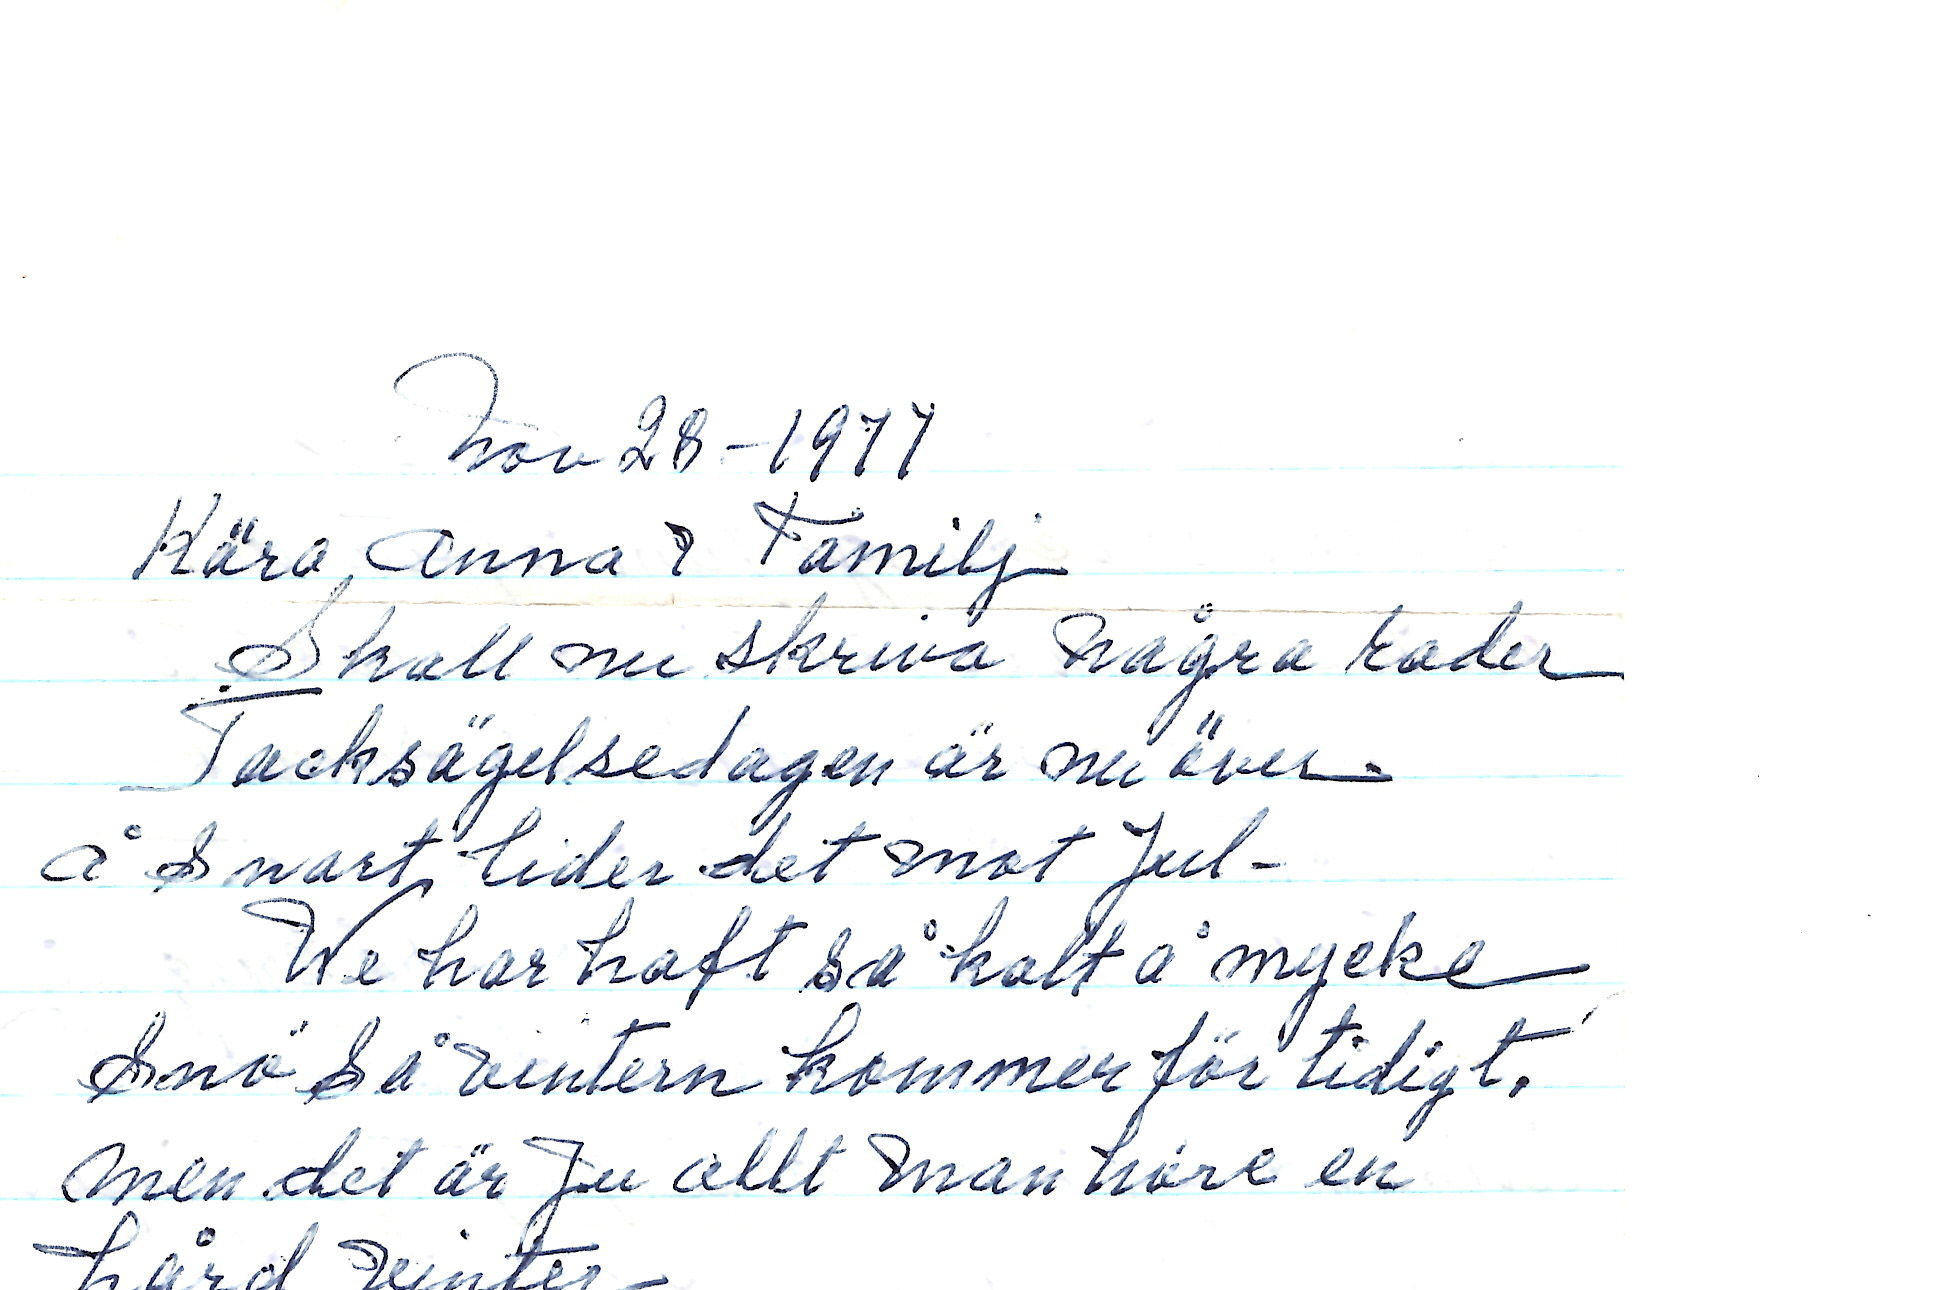 Nov 28-1977
Kära Anna & Familj
Skall nu skriva några rader
Tacksägelsedagen är nu över.
å snart lider det mot Jul-
We har haft så kalt å mycke
Snö så vintern kommer för tidigt.
men det är Ju allt man höre en
hård vinter-